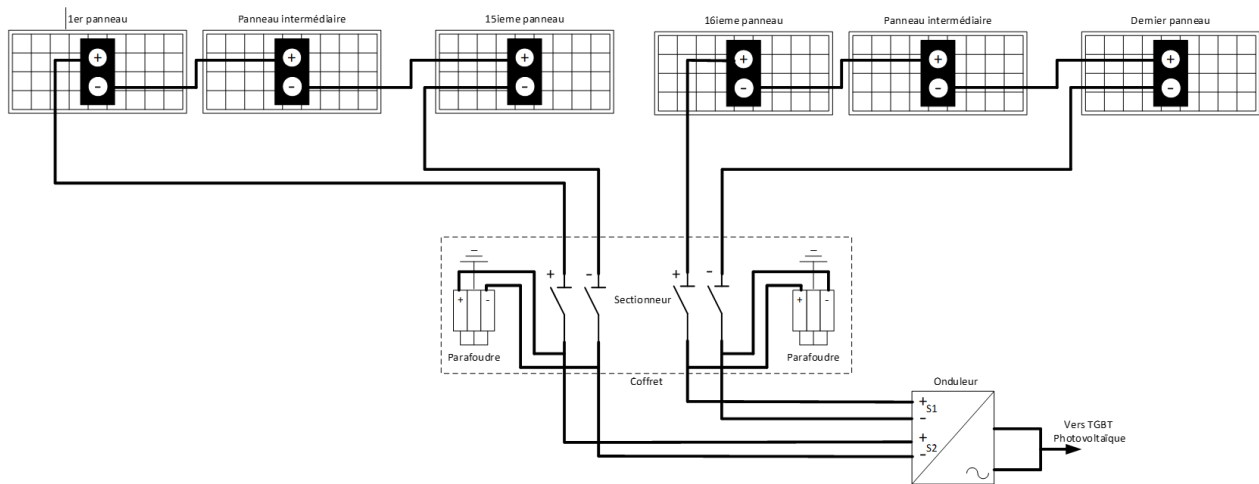 1er panneau
Panneau intermédiaire
15ieme panneau
16ieme panneau
Panneau intermédiaire
Dernier panneau
+
+
+
+
+
+
-
-
-
-
-
-
+
-
+
-
Sectionneur
+
-
+
-
Parafoudre
Parafoudre
Coffret
Onduleur
+
S1
-
+
S2
-
Vers TGBT
Photovoltaïque